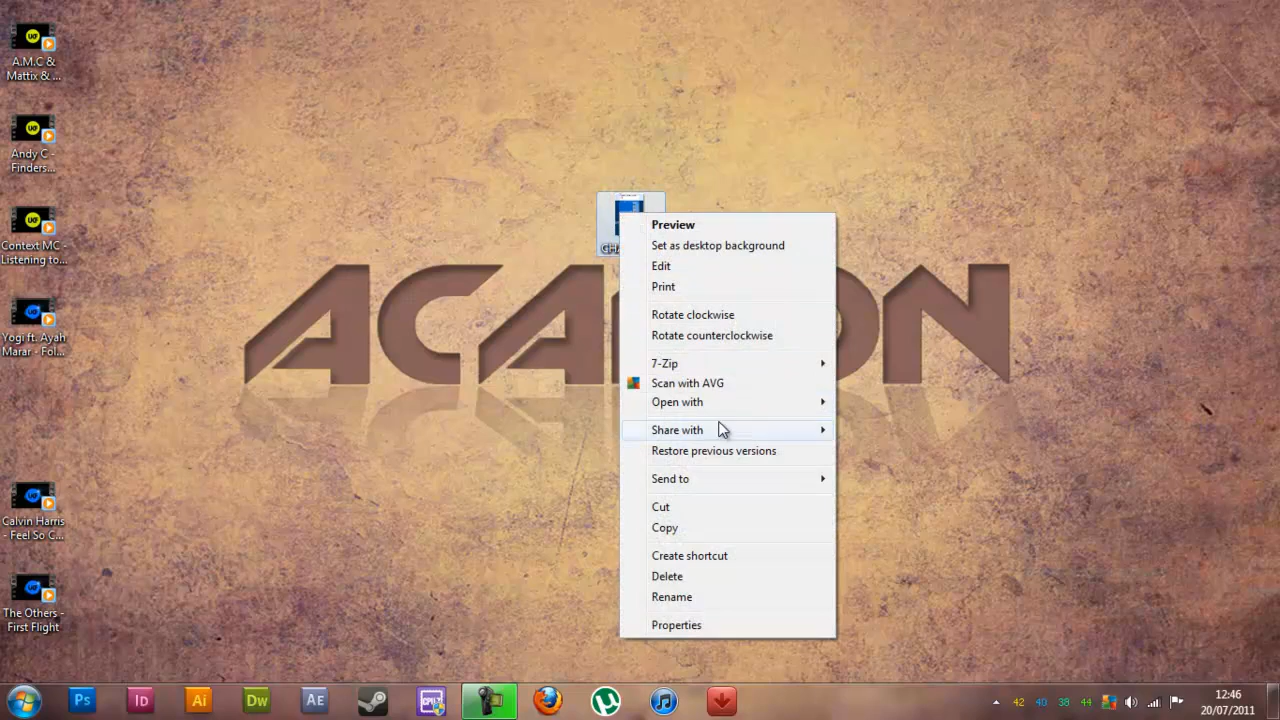 A.M.C &
Mattix & ...
Andy C -
Finders...
Context MC -
Listening to...
Yogi ft. Ayah
Marar - Fol...
Calvin Harris
- Feel So C...
The Others -
First Flight
Preview
Set as desktop background
Edit
Print
Rotate clockwise
Rotate counterclockwise
7-Zip
Scan with AVG
Open with
Share with
Restore previous versions
Send to
Cut
Copy
Create shortcut
Delete
Rename
Properties
Ps
Id
Ai
Dw
AE
42
40
38
44
12:46
20/07/2011